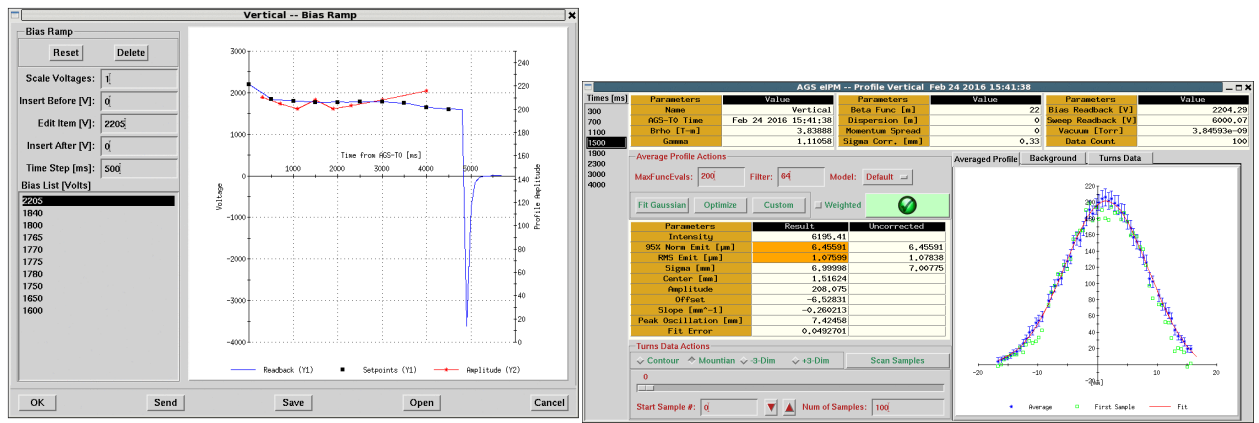 Vertical -- Bias Ramp
Bias Ramp
Reset Delete
Scale Voltages: 1
Insert Before [V]: 0
Edit Item [V]: 2205
Insert After [V]: 0
Time Step [ms]: 500
Bias List [Volts]
2205
1840
1800
1765
1770
1775
1780
1750
1650
1600
3000
2000
1000
0
-1000
-2000
-3000
-4000
Voltage
Time from AGS-T0 [ms]
1000 2000 3000 4000 5000
240
220
200
180
160
140
120
100
80
60
40
20
0
Profile Amplitude
Readback (Y1) Setpoints (Y1) Amplitude (Y2)
OK Send Save Open Cancel
AGS eIPM -- Profile Vertical Feb 24 2016 15:41:38
Times [ms]
300
700
1100
1500
1900
2300
3000
4000
Parameters Value Parameters Value Parameters Value
Name Vertical Beta Func [m] 22 Bias Readback [V] 2204.29
AGS-T0 Time Feb 24 2016 15:41:38 Dispersion [m] 0 Sweep Readback [V] 6000.07
Brho [T-m] 3.83888 Momentum Spread 0 Vacuum [Torr] 3.84593e-09
Gamma 1.11058 Sigma Corr, [mm] 0.33 Data Count 100
Average Profile Actions
MaxFuncEvals: 200 Filter: 64 Model: Default
Fit Gaussian Optimize Custom Weighted
Parameters Result Uncorrected
Intensity 6195.41
95% Norm Emit [µm] 6.45591 6.45591
RMS Emit [µm] 1.07599 1.07838
Sigma [mm] 6.99998 7.00775
Center [mm] 1.51624
Amplitude 208.075
Offset -6.52831
Slope [mm^-1] -0.260213
Peak Oscillation [mm] 7.42458
Fit Error 0.0492701
Turns Data Actions
Contour Mountian -3-Dim +3-Dim Scan Samples
0
Start Sample #: 0 Num of Samples: 100
Averaged Profile Background Turns Data
220
200
180
160
140
120
100
80
60
40
20
-20
-20 -10 0 10 20
[mm]
Average First Sample Fit